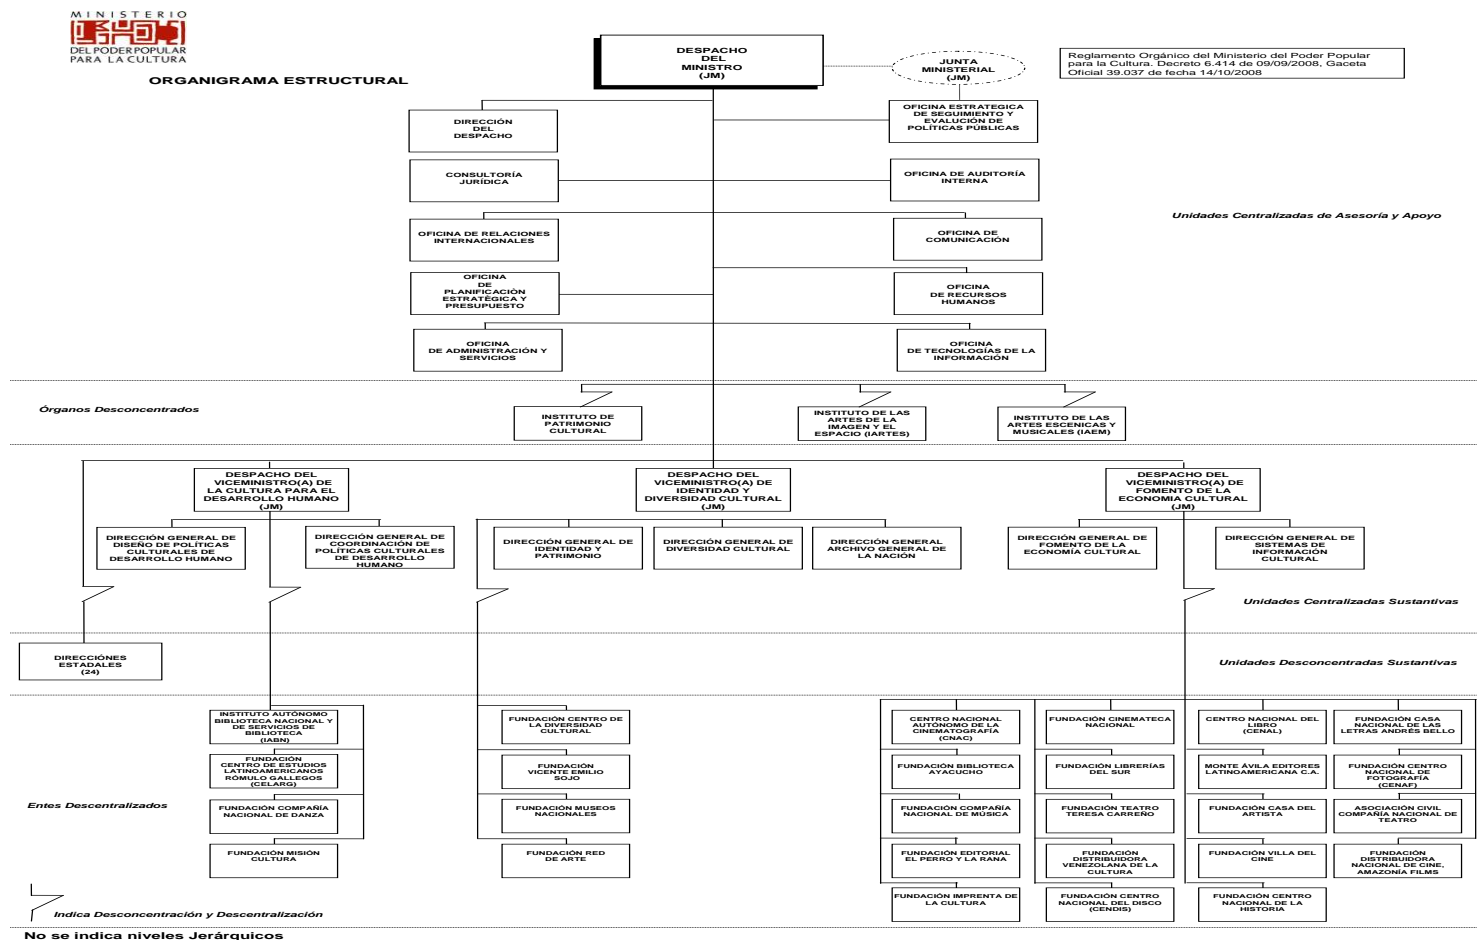 MINISTERIO
DEL PODER POPULAR
PARA LA CULTURA
ORGANIGRAMA ESTRUCTURAL
DESPACHO
DEL
MINISTRO
(JM)
JUNTA
MINISTERIAL
(JM)
Reglamento Orgánico del Ministerio del Poder Popular
para la Cultura. Decreto 6.414 de 09/09/2008, Gaceta
Oficial 39.037 de fecha 14/10/2008
DIRECCIÓN
DEL
DESPACHO
OFICINA ESTRATEGICA
DE SEGUIMIENTO Y
EVALUCIÓN DE
POLÍTICAS PÚBLICAS
CONSULTORÍA
JURÍDICA
OFICINA DE AUDITORÍA
INTERNA
Unidades Centralizadas de Asesoría y Apoyo
OFICINA DE RELACIONES
INTERNACIONALES
OFICINA DE
COMUNICACIÓN
OFICINA
DE
PLANIFICACIÓN
ESTRATÉGICA Y
PRESUPUESTO
OFICINA
DE RECURSOS
HUMANOS
OFICINA
DE ADMINISTRACIÓN Y
SERVICIOS
OFICINA
DE TECNOLOGÍAS DE LA
INFORMACIÓN
Órganos Desconcentrados
INSTITUTO DE
PATRIMONIO
CULTURAL
INSTITUTO DE LAS
ARTES DE LA
IMAGEN Y EL
ESPACIO (IARTES)
INSTITUTO DE LAS
ARTES ESCENICAS Y
MUSICALES (IAEM)
DESPACHO DEL
VICEMINISTRO(A) DE
LA CULTURA PARA EL
DESARROLLO HUMANO
(JM)
DESPACHO DEL
VICEMINISTRO(A) DE
IDENTIDAD Y
DIVERSIDAD CULTURAL
(JM)
DESPACHO DEL
VICEMINISTRO(A) DE
FOMENTO DE LA
ECONOMIA CULTURAL
(JM)
DIRECCIÓN GENERAL DE
DISEÑO DE POLÍTICAS
CULTURALES DE
DESARROLLO HUMANO
DIRECCIÓN GENERAL DE
COORDINACIÓN DE
POLÍTICAS CULTURALES
DE DESARROLLO
HUMANO
DIRECCIÓN GENERAL DE
IDENTIDAD Y
PATRIMONIO
DIRECCIÓN GENERAL DE
DIVERSIDAD CULTURAL
DIRECCIÓN GENERAL
ARCHIVO GENERAL DE
LA NACIÓN
DIRECCIÓN GENERAL DE
FOMENTO DE LA
ECONOMÍA CULTURAL
DIRECCIÓN GENERAL DE
SISTEMAS DE
INFORMACIÓN
CULTURAL
Unidades Centralizadas Sustantivas
DIRECCIÓNES
ESTADALES
(24)
Unidades Desconcentradas Sustantivas
Entes Descentralizados
INSTITUTO AUTÓNOMO
BIBLIOTECA NACIONAL Y
DE SERVICIOS DE
BIBLIOTECA
(IABN)
FUNDACIÓN
CENTRO DE ESTUDIOS
LATINOAMERICANOS
RÓMULO GALLEGOS
(CELARG)
FUNDACIÓN COMPAÑÍA
NACIONAL DE DANZA
FUNDACIÓN MISIÓN
CULTURA
FUNDACIÓN CENTRO DE
LA DIVERSIDAD
CULTURAL
FUNDACIÓN
VICENTE EMILIO
SOJO
FUNDACIÓN MUSEOS
NACIONALES
FUNDACIÓN RED
DE ARTE
CENTRO NACIONAL
AUTÓNOMO DE LA
CINEMATOGRAFÍA
(CNAC)
FUNDACIÓN BIBLIOTECA
AYACUCHO
FUNDACIÓN COMPAÑÍA
NACIONAL DE MÚSICA
FUNDACIÓN EDITORIAL
EL PERRO Y LA RANA
FUNDACIÓN IMPRENTA DE
LA CULTURA
FUNDACIÓN CINEMATECA
NACIONAL
FUNDACIÓN LIBRERÍAS
DEL SUR
FUNDACIÓN TEATRO
TERESA CARREÑO
FUNDACIÓN
DISTRIBUIDORA
VENEZOLANA DE LA
CULTURA
FUNDACIÓN CENTRO
NACIONAL DEL DISCO
(CENDIS)
CENTRO NACIONAL DEL
LIBRO
(CENAL)
MONTE ÁVILA EDITORES
LATINOAMERICANA C.A.
FUNDACIÓN CASA DEL
ARTISTA
FUNDACIÓN VILLA DEL
CINE
FUNDACIÓN CENTRO
NACIONAL DE LA
HISTORIA
FUNDACIÓN CASA
NACIONAL DE LAS
LETRAS ANDRÉS BELLO
FUNDACIÓN CENTRO
NACIONAL DE
FOTOGRAFÍA
(CENAF)
ASOCIACIÓN CIVIL
COMPAÑÍA NACIONAL DE
TEATRO
FUNDACIÓN
DISTRIBUIDORA
NACIONAL DE CINE,
AMAZONÍA FILMS
Indica Desconcentración y Descentralización
No se indica niveles Jerárquicos